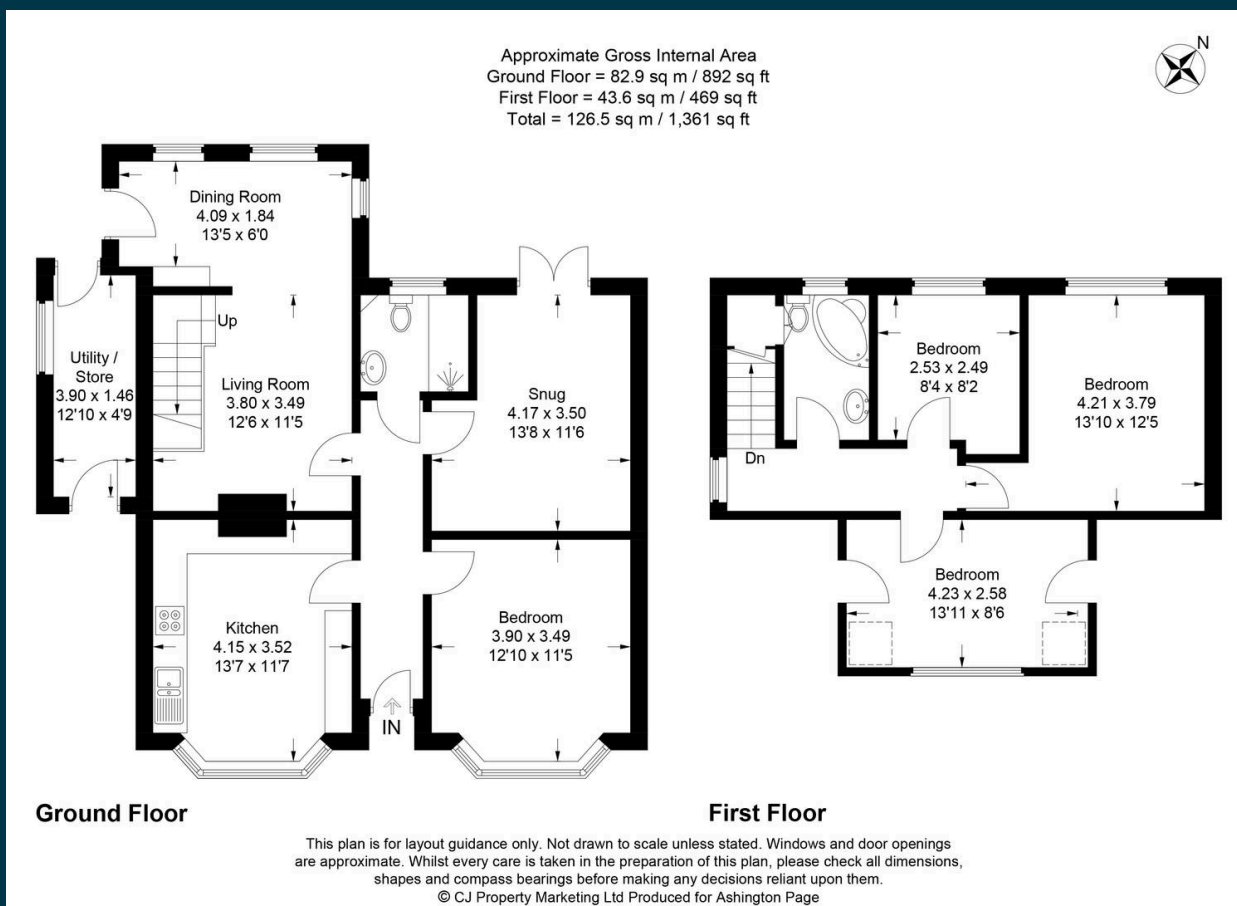 Approximate Gross Internal Area
Ground Floor = 82.9 sq m / 892 sq ft
First Floor = 43.6 sq m / 469 sq ft
Total = 126.5 sq m / 1,361 sq ft
N
Dining Room
4.09 x 1.84
13'5 x 6'0
Up
Utility /
Store
3.90 x 1.46
12'10 x 4'9
Living Room
3.80 x 3.49
12'6 x 11'5
Snug
4.17 x 3.50
13'8 x 11'6
Kitchen
4.15 x 3.52
13'7 x 11'7
Bedroom
3.90 x 3.49
12'10 x 11'5
IN
Bedroom
2.53 x 2.49
8'4 x 8'2
Bedroom
4.21 x 3.79
13'10 x 12'5
Dn
Bedroom
4.23 x 2.58
13'11 x 8'6
Ground Floor
First Floor
This plan is for layout guidance only. Not drawn to scale unless stated. Windows and door openings
are approximate. Whilst every care is taken in the preparation of this plan, please check all dimensions,
shapes and compass bearings before making any decisions reliant upon them.
© CJ Property Marketing Ltd Produced for Ashington Page